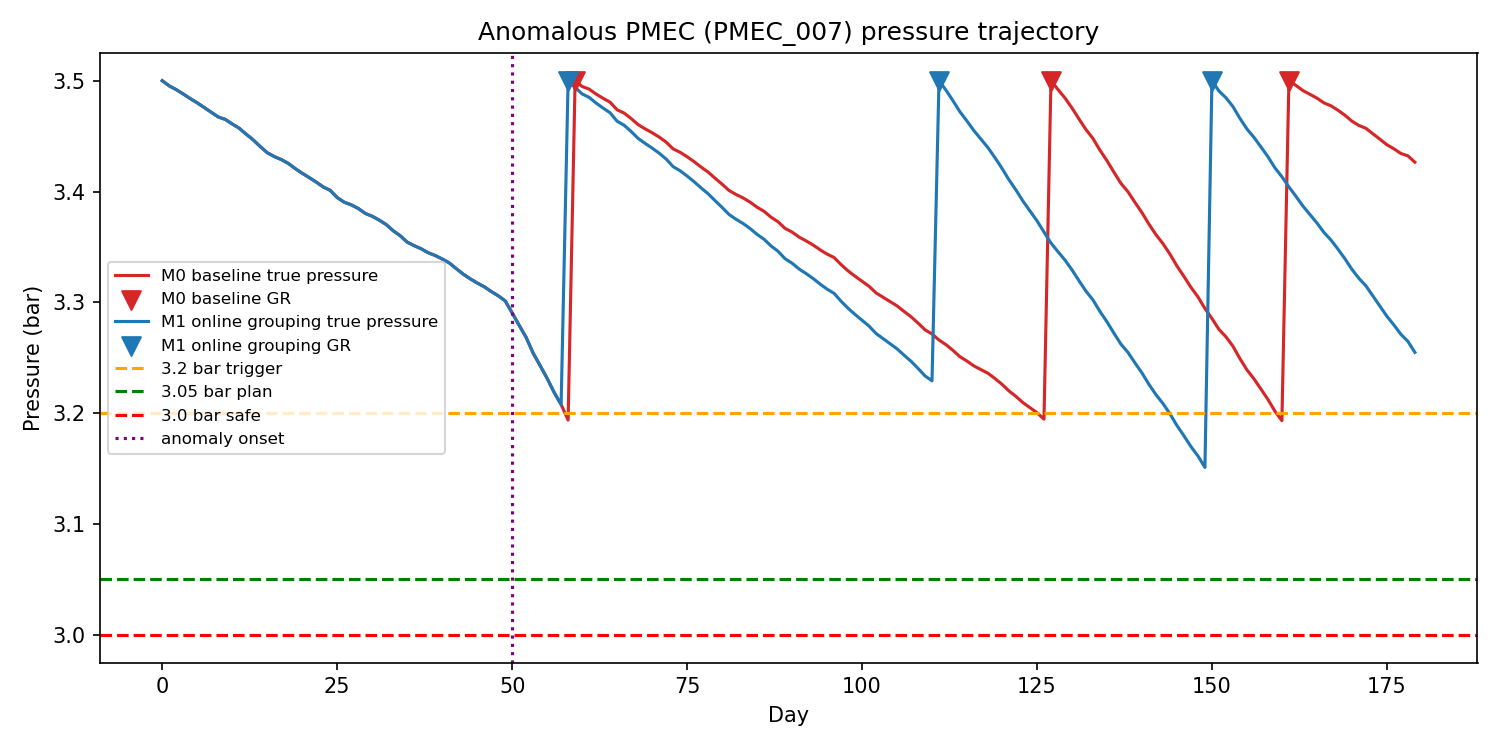 Anomalous PMEC (PMEC_007) pressure trajectory
Pressure (bar)
3.5
3.4
3.3
3.2
3.1
3.0
M0 baseline true pressure
M0 baseline GR
M1 online grouping true pressure
M1 online grouping GR
3.2 bar trigger
3.05 bar plan
3.0 bar safe
anomaly onset
0 25 50 75 100 125 150 175
Day